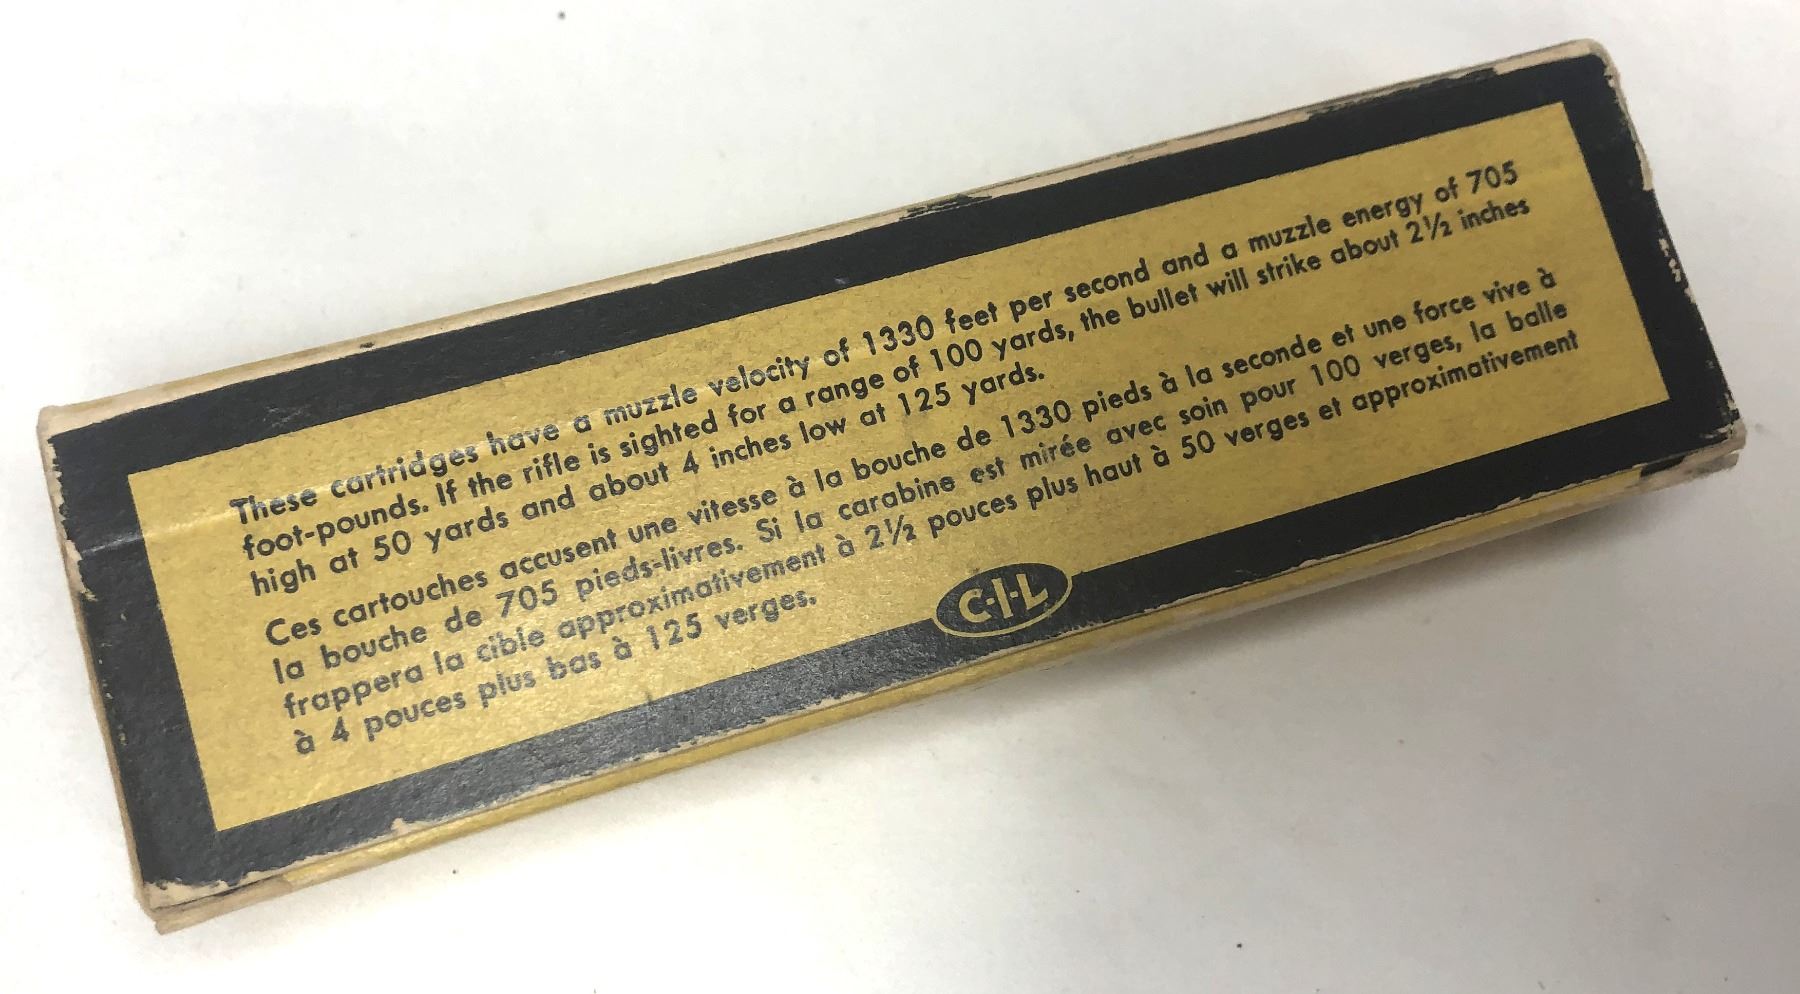 These cartridges have a muzzle velocity of 1330 feet per second and a muzzle energy of 705
foot-pounds. If the rifle is sighted for a range of 100 yards, the bullet will strike about 2½ inches
high at 50 yards and about 4 inches low at 125 yards.
Ces cartouches accusent une vitesse à la bouche de 1330 pieds à la seconde et une force vive à
la bouche de 705 pieds-livres. Si la carabine est mirée avec soin pour 100 verges, la balle
frappera la cible approximativement à 2½ pouces plus haut à 50 verges et approximativement
à 4 pouces plus bas à 125 verges.
C-I-L